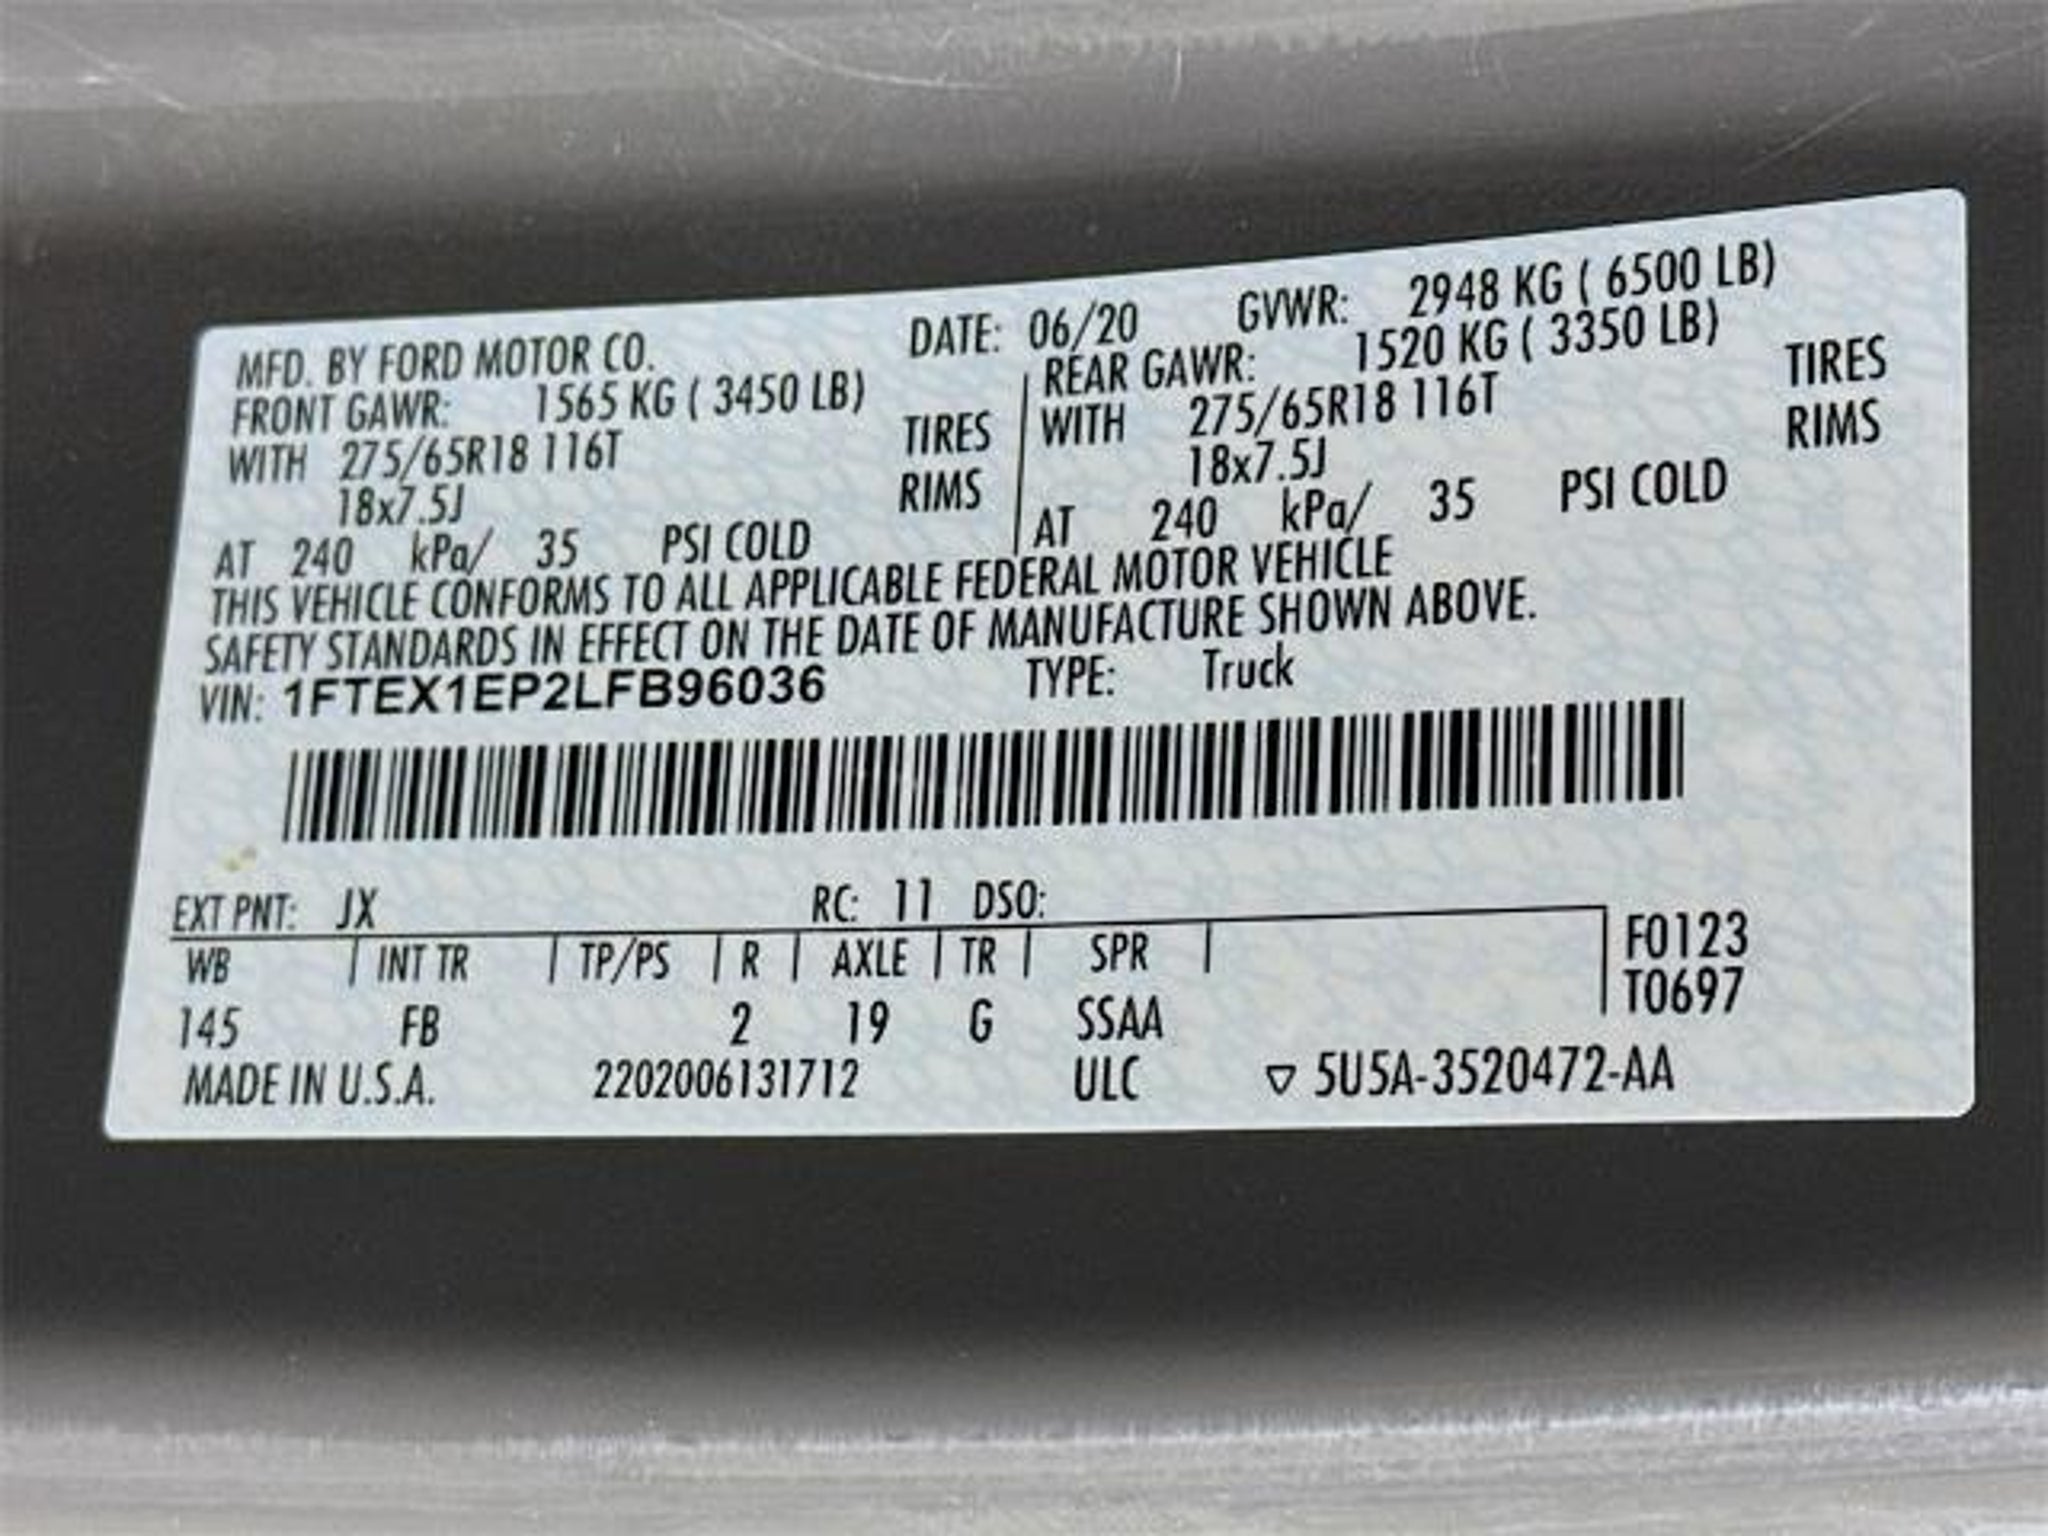 MFD. BY FORD MOTOR CO. DATE: 06/20 GVWR: 2948 KG ( 6500 LB)
FRONT GAWR: 1565 KG ( 3450 LB) REAR GAWR: 1520 KG ( 3350 LB)
WITH 275/65R18 116T TIRES WITH 275/65R18 116T TIRES
18x7.5J RIMS 18x7.5J RIMS
AT 240 kPa/ 35 PSI COLD AT 240 kPa/ 35 PSI COLD
THIS VEHICLE CONFORMS TO ALL APPLICABLE FEDERAL MOTOR VEHICLE
SAFETY STANDARDS IN EFFECT ON THE DATE OF MANUFACTURE SHOWN ABOVE.
VIN: 1FTEX1EP2LFB96036 TYPE: Truck
EXT PNT: JX RC: 11 DSO:
WB INT TR TP/PS R AXLE TR SPR F0123
T0697
145 FB 2 19 G SSAA
MADE IN U.S.A. 2202006131712 ULC ▽ 5U5A-3520472-AA